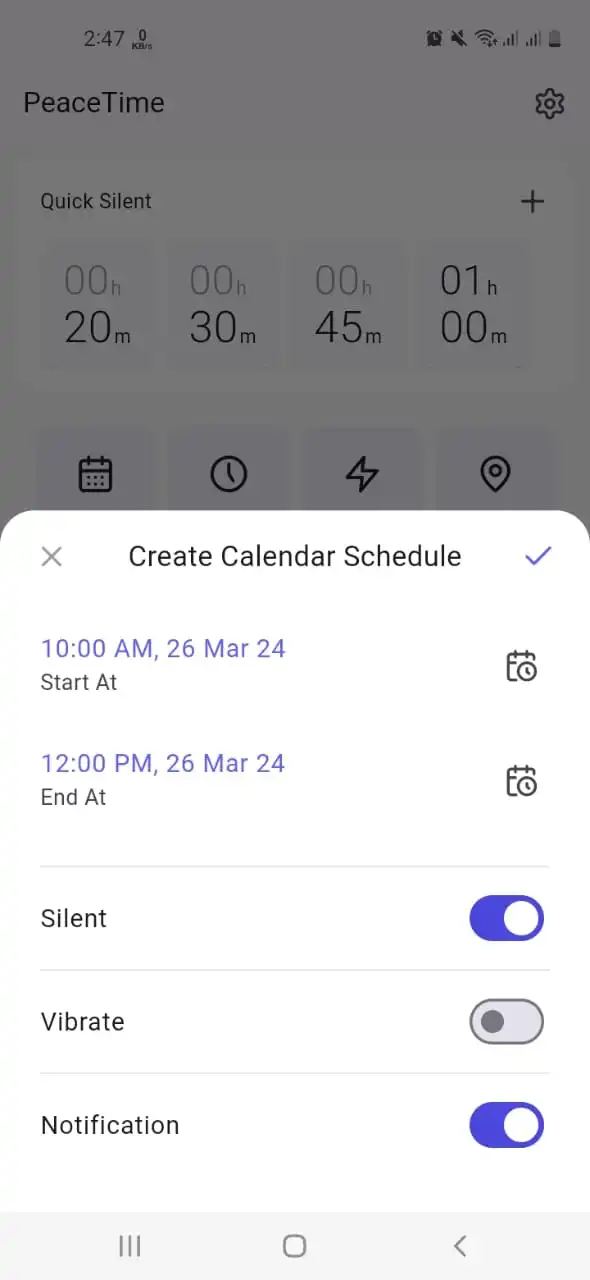 2:47 0 KB/s
PeaceTime
Quick Silent
00h 00h 00h 01h
20m 30m 45m 00m
Create Calendar Schedule
10:00 AM, 26 Mar 24
Start At
12:00 PM, 26 Mar 24
End At
Silent
Vibrate
Notification